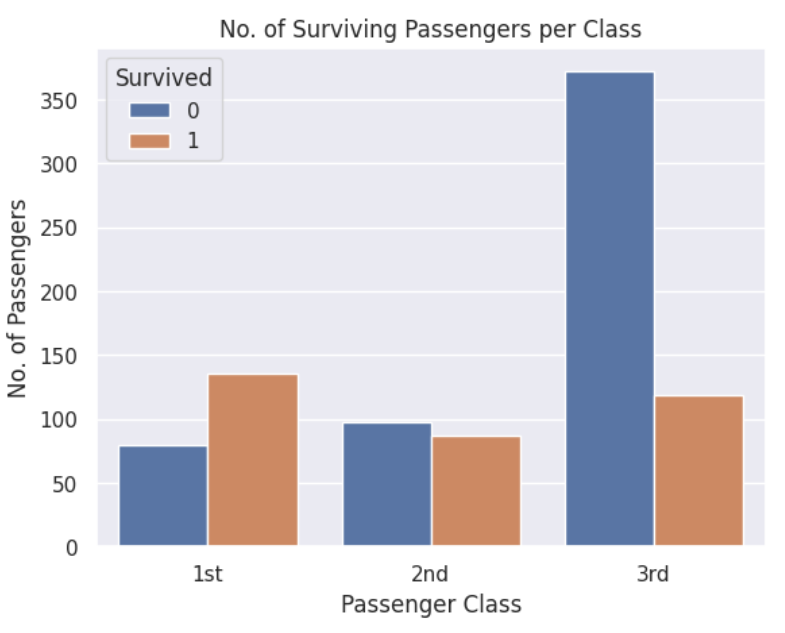 No. of Surviving Passengers per Class
Survived
0
1
No. of Passengers
350
300
250
200
150
100
50
0
1st 2nd 3rd
Passenger Class